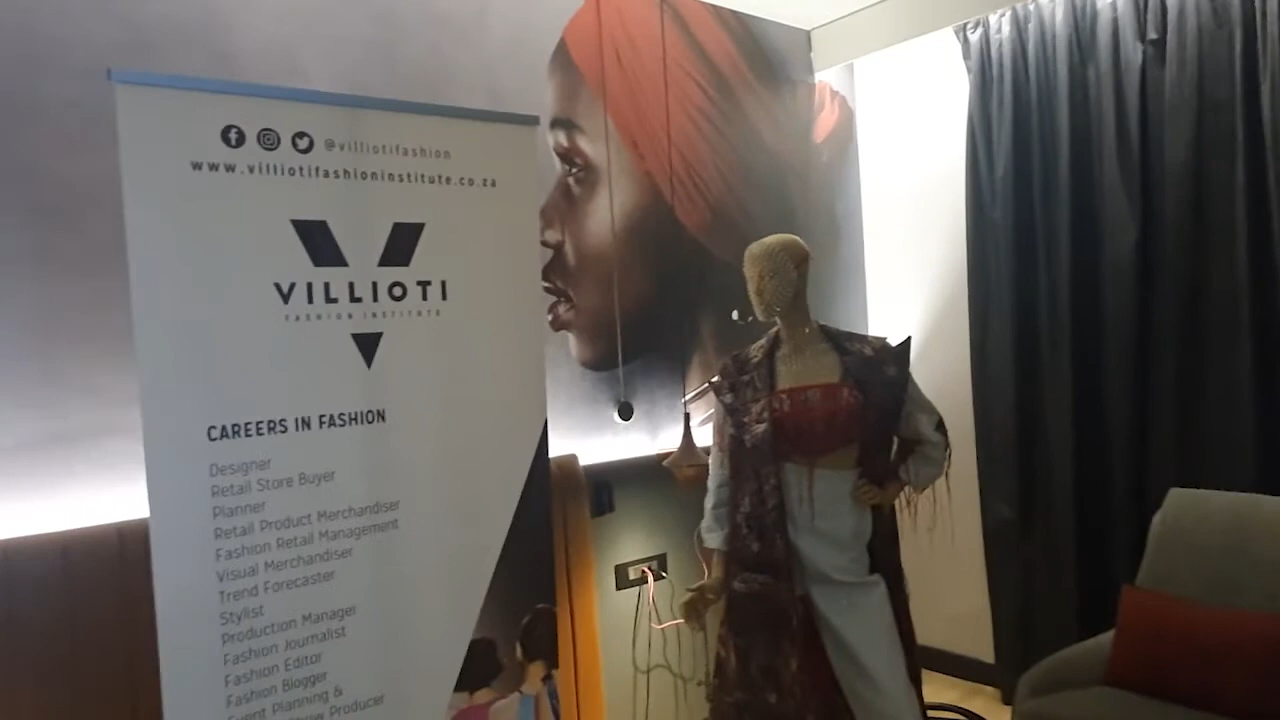 @villiotifashion
www.villiotifashioninstitute.co.za
VILLIOTI
FASHION INSTITUTE
CAREERS IN FASHION
Designer
Retail Store Buyer
Planner
Retail Product Merchandiser
Fashion Retail Management
Visual Merchandiser
Trend Forecaster
Stylist
Production Manager
Fashion Journalist
Fashion Editor
Fashion Blogger
Event Planning &
Producer